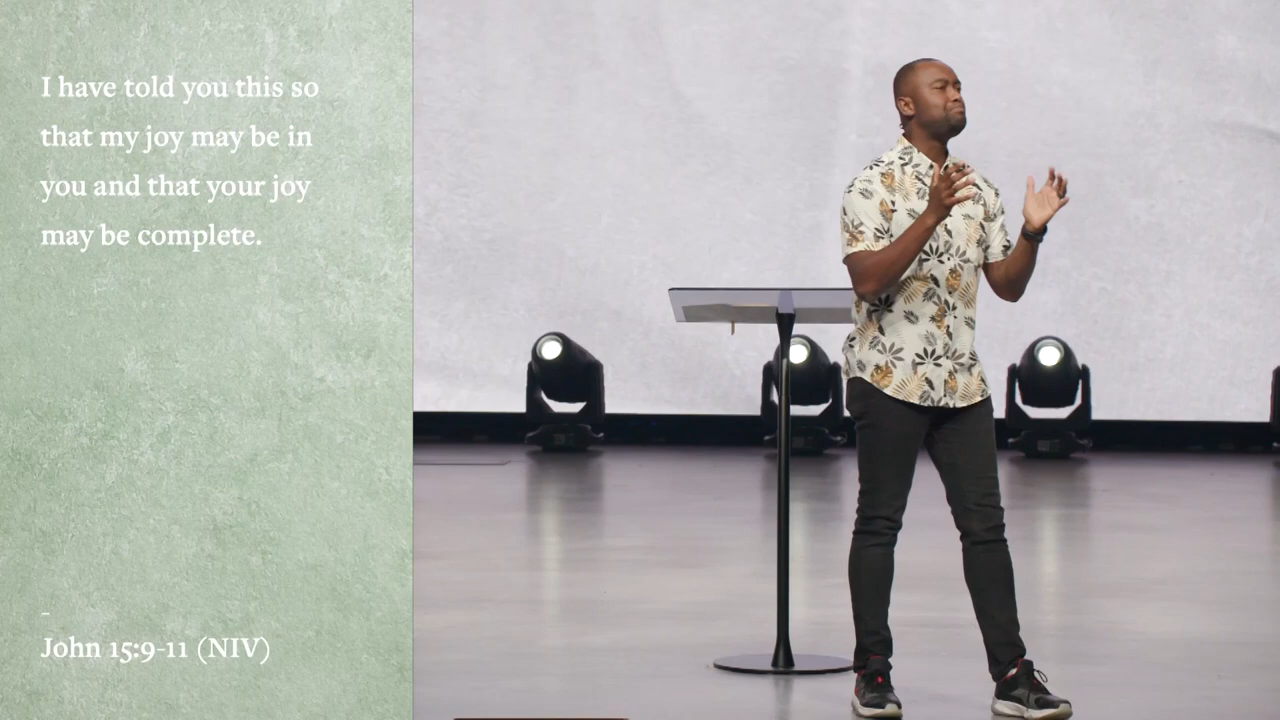 I have told you this so
that my joy may be in
you and that your joy
may be complete.
–
John 15:9-11 (NIV)